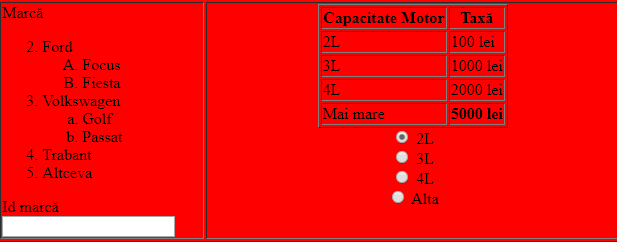 Marcă
2. Ford
A. Focus
B. Fiesta
3. Volkswagen
a. Golf
b. Passat
4. Trabant
5. Altceva
Id marcă
Capacitate Motor Taxă
2L 100 lei
3L 1000 lei
4L 2000 lei
Mai mare 5000 lei
2L
3L
4L
Alta